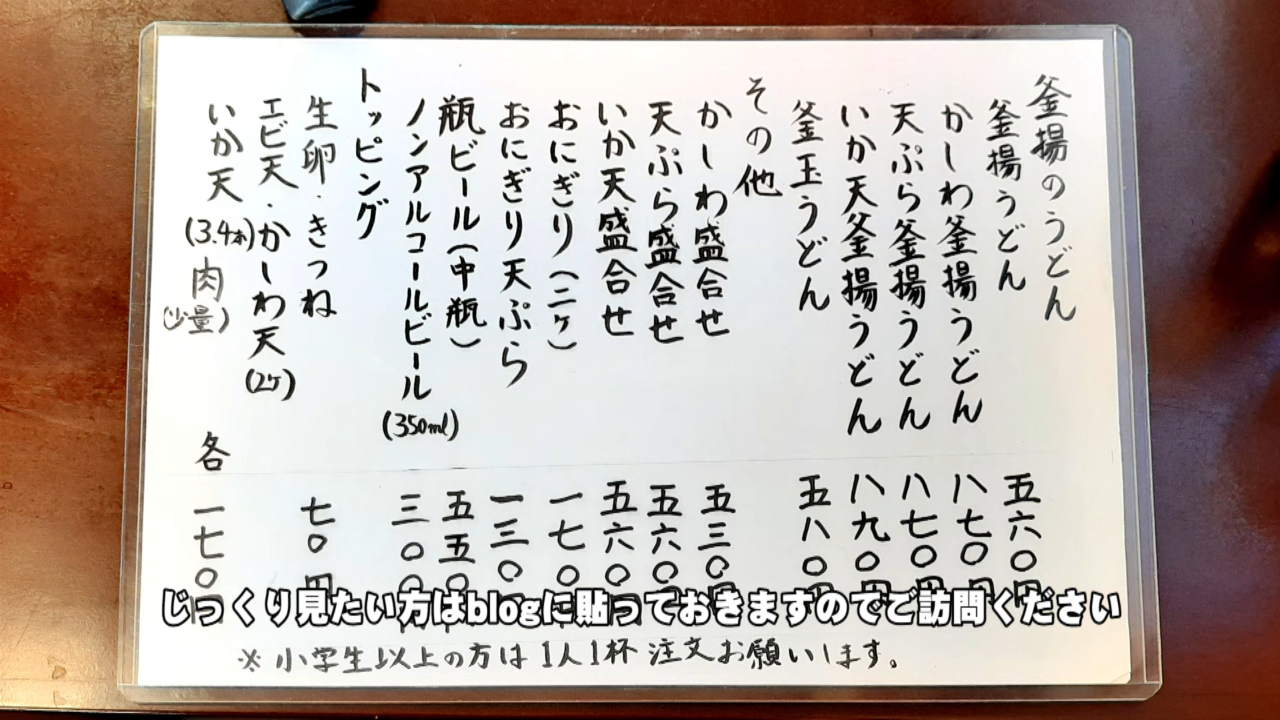 釜揚のうどん
釜揚うどん 五六〇円
かしわ釜揚うどん 八七〇円
天ぷら釜揚うどん 八七〇円
いか天釜揚うどん 八九〇円
釜玉うどん 五八〇円
その他
かしわ盛合せ 五三〇円
天ぷら盛合せ 五六〇
いか天盛合せ 五六〇
おにぎり(二ケ) 一七〇
おにぎり天ぷら 一三〇
瓶ビール(中瓶) 五五〇
ノンアルコールビール(350ml) 三〇〇
トッピング
生卵・きつね 七〇円
エビ天・かしわ天(2ケ)
いか天(3.4本)肉(少量) 各一七〇
※小学生以上の方は1人1杯注文お願いします。
じっくり見たい方はblogに貼っておきますのでご訪問ください